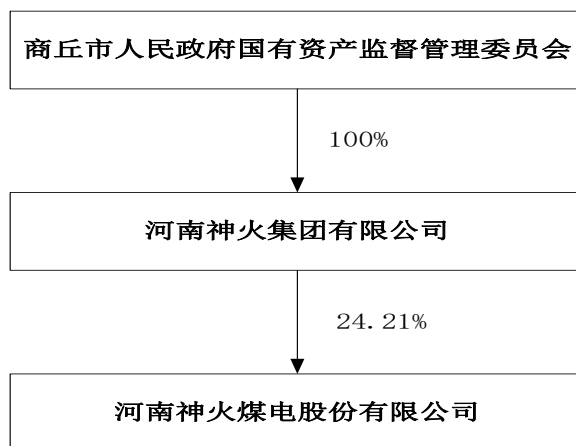 商丘市人民政府国有资产监督管理委员会
100%
河南神火集团有限公司
24.21%
河南神火煤电股份有限公司